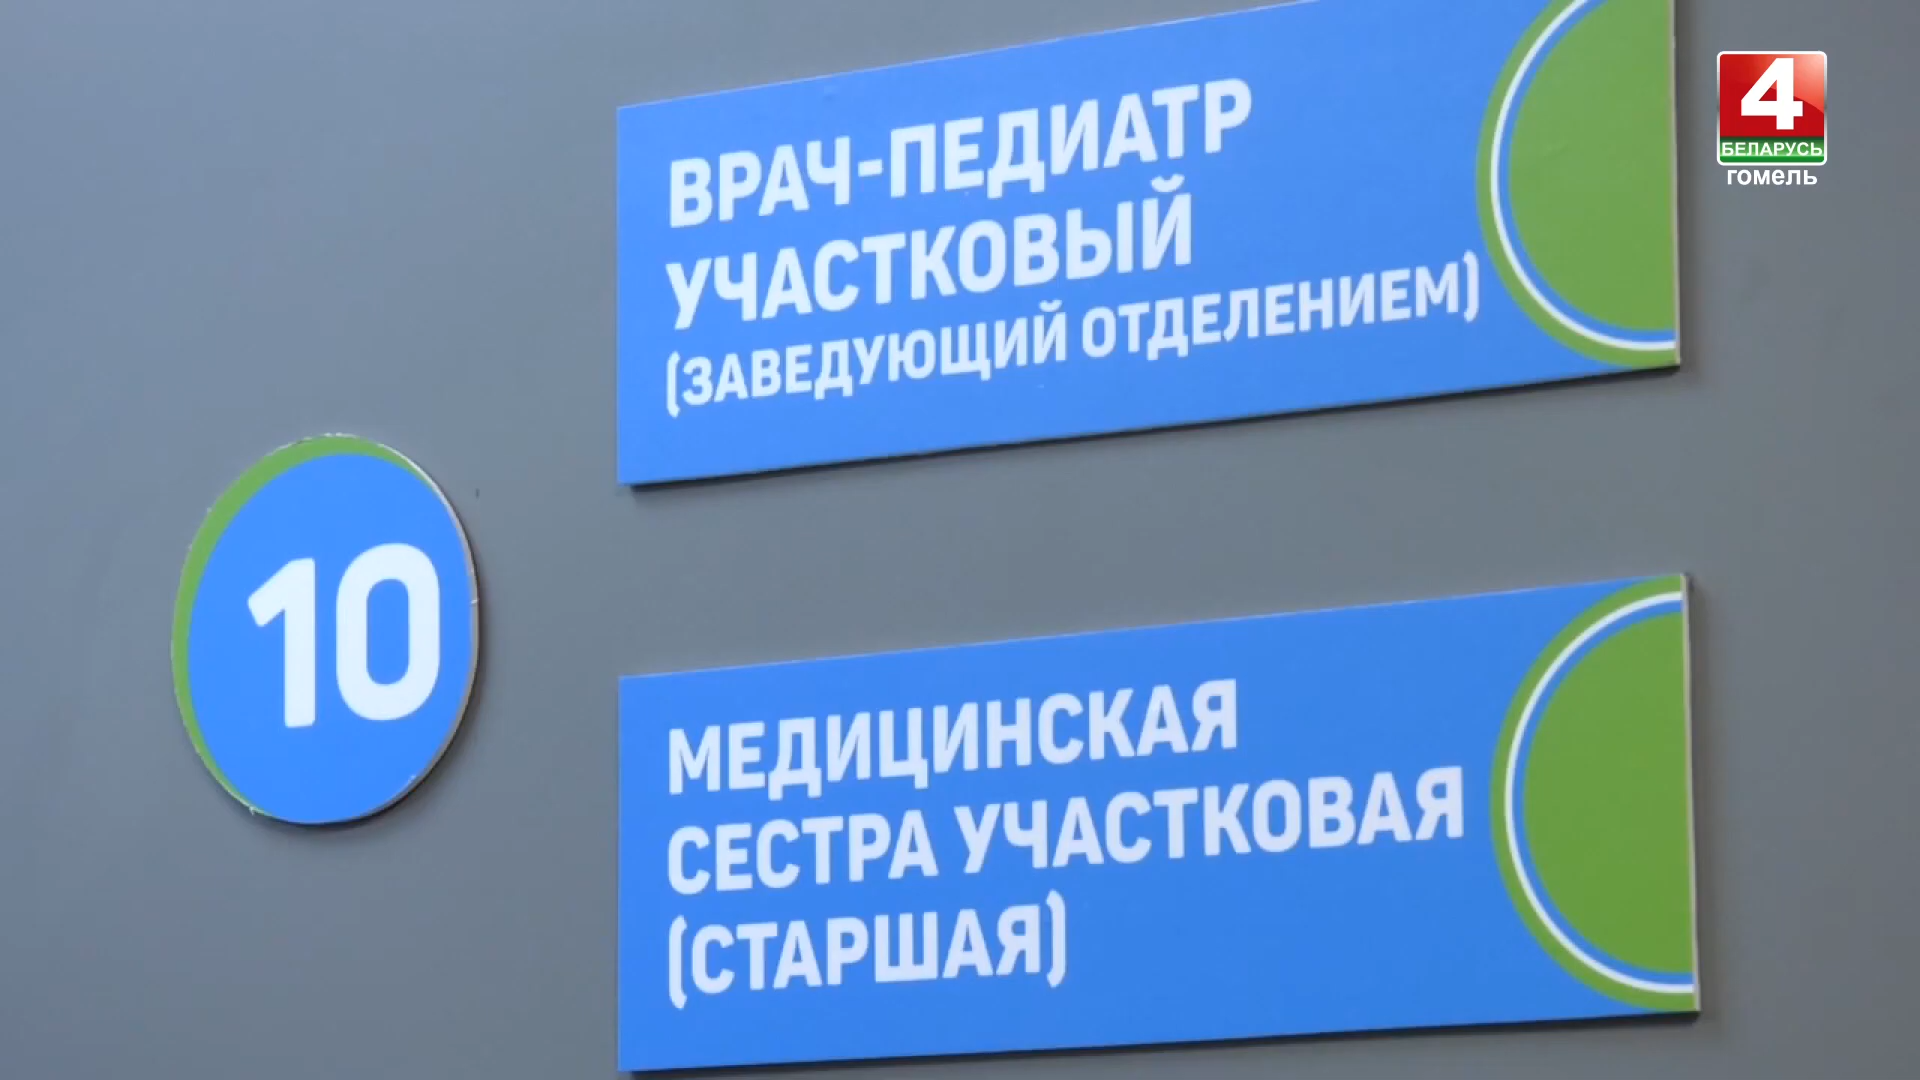 ВРАЧ-ПЕДИАТР
УЧАСТКОВЫЙ
(ЗАВЕДУЮЩИЙ ОТДЕЛЕНИЕМ)
10
МЕДИЦИНСКАЯ
СЕСТРА УЧАСТКОВАЯ
(СТАРШАЯ)
4
БЕЛАРУСЬ
гомель